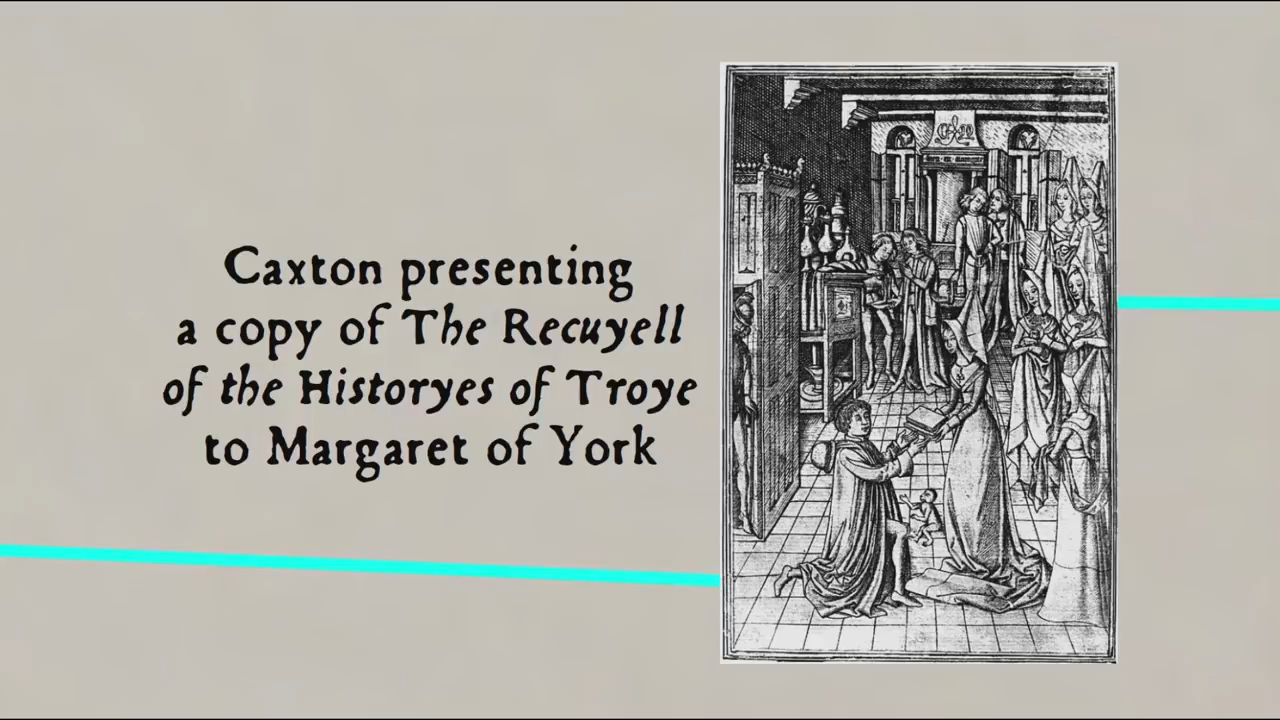 Caxton presenting
a copy of The Recuyell
of the Historyes of Troye
to Margaret of York